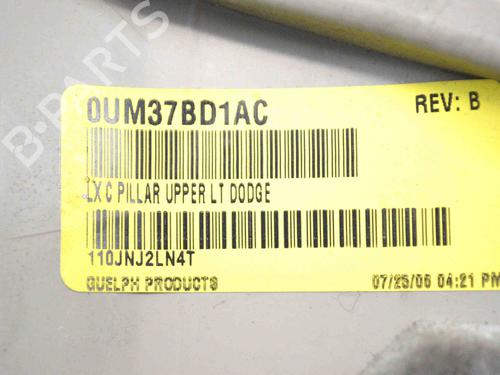 0UM37BD1AC REV: B
LX C PILLAR UPPER LT DODGE
110JNJ2LN4T
GUELPH PRODUCTS 07/25/06 04:21 PM
B-PARTS